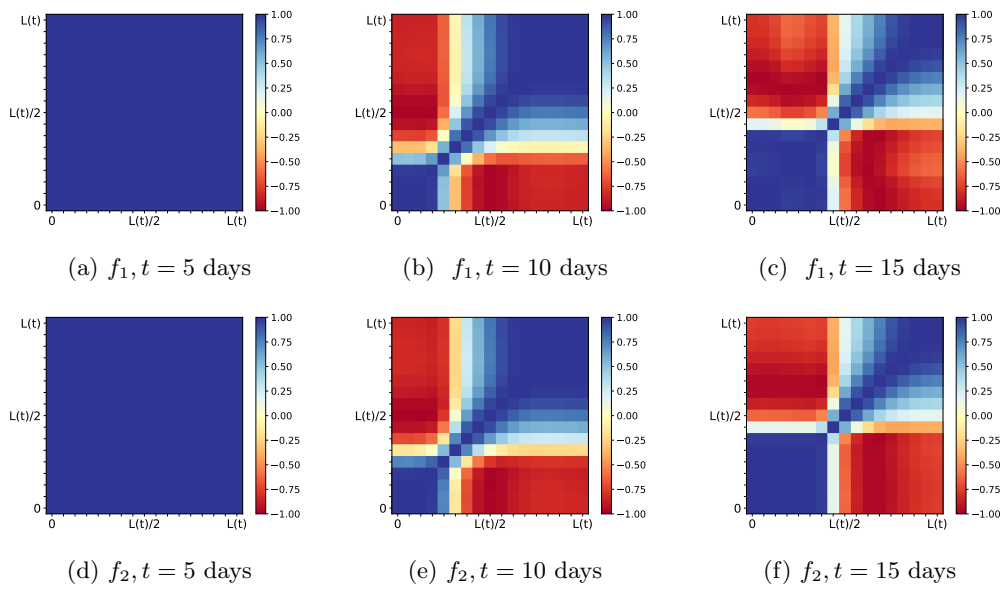 L(t)
L(t)/2
0
0
L(t)/2
L(t)
1.00
0.75
0.50
0.25
0.00
−0.25
−0.50
−0.75
−1.00
(a) f₁, t = 5 days
L(t)
L(t)/2
0
0
L(t)/2
L(t)
1.00
0.75
0.50
0.25
0.00
−0.25
−0.50
−0.75
−1.00
(b) f₁, t = 10 days
L(t)
L(t)/2
0
0
L(t)/2
L(t)
1.00
0.75
0.50
0.25
0.00
−0.25
−0.50
−0.75
−1.00
(c) f₁, t = 15 days
L(t)
L(t)/2
0
0
L(t)/2
L(t)
1.00
0.75
0.50
0.25
0.00
−0.25
−0.50
−0.75
−1.00
(d) f₂, t = 5 days
L(t)
L(t)/2
0
0
L(t)/2
L(t)
1.00
0.75
0.50
0.25
0.00
−0.25
−0.50
−0.75
−1.00
(e) f₂, t = 10 days
L(t)
L(t)/2
0
0
L(t)/2
L(t)
1.00
0.75
0.50
0.25
0.00
−0.25
−0.50
−0.75
−1.00
(f) f₂, t = 15 days